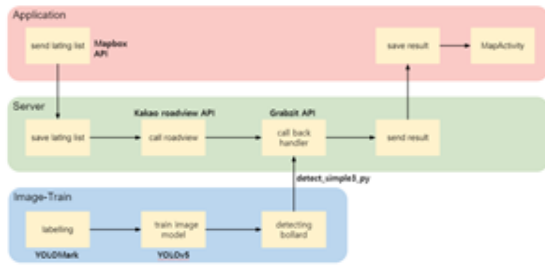 Application
send latlng list
Mapbox
API
save result
MapActivity
Server
Kakao roadview API
Grabzit API
save latlng list
call roadview
call back
handler
send result
detect_simple3_py
Image-Train
labelling
train image
model
detecting
bollard
YOLOMark
YOLOv5